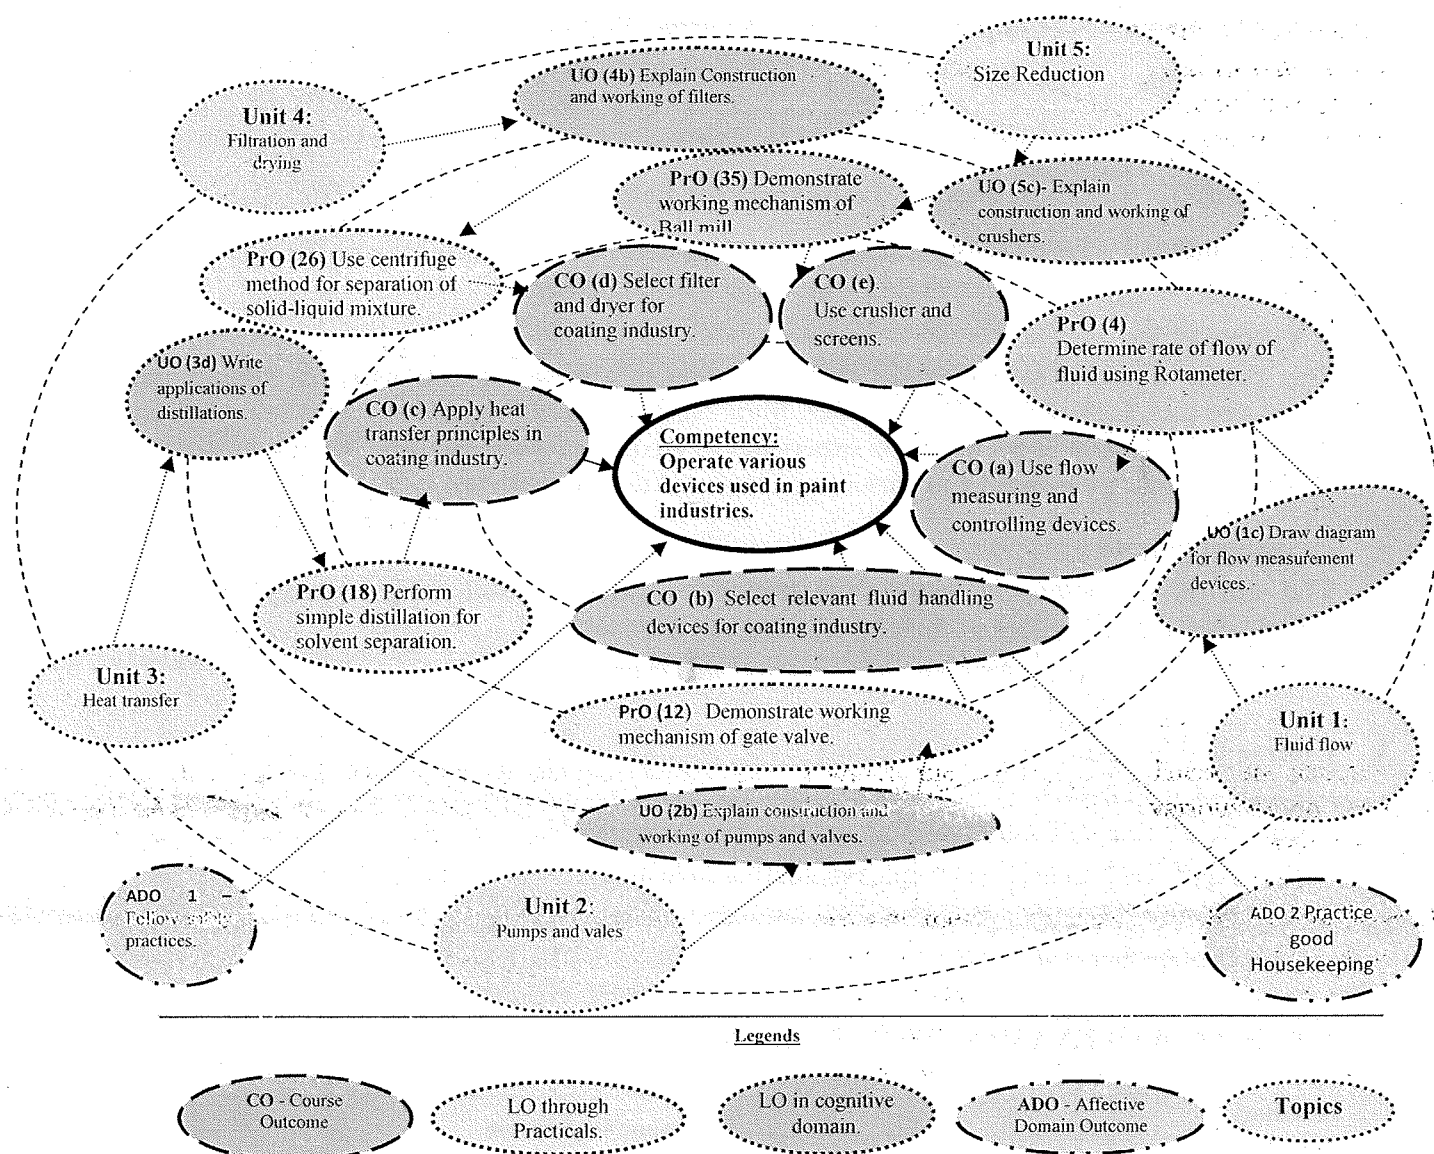 Unit 5:
Size Reduction
UO (4b) Explain Construction
and working of filters.
Unit 4:
Filtration and
drying
PrO (35) Demonstrate
working mechanism of
Ball mill
UO (5c)- Explain
construction and working of
crushers.
PrO (26) Use centrifuge
method for separation of
solid-liquid mixture.
CO (d) Select filter
and dryer for
coating industry.
CO (e).
Use crusher and
screens.
PrO (4)
Determine rate of flow of
fluid using Rotameter.
UO (3d) Write
applications of
distillations.
CO (c) Apply heat
transfer principles in
coating industry.
Competency:
Operate various
devices used in paint
industries.
CO (a) Use flow
measuring and
controlling devices.
UO (1c) Draw diagram
for flow measurement
devices.
PrO (18) Perform
simple distillation for
solvent separation.
CO (b) Select relevant fluid handling
devices for coating industry.
Unit 3:
Heat transfer
PrO (12) Demonstrate working
mechanism of gate valve.
Unit 1:
Fluid flow
UO (2b) Explain construction and
working of pumps and valves.
ADO 1 –
Follow safety
practices.
Unit 2:
Pumps and vales
ADO 2 Practice
good
Housekeeping
Legends
CO - Course
Outcome
LO through
Practicals.
LO in cognitive
domain.
ADO - Affective
Domain Outcome
Topics